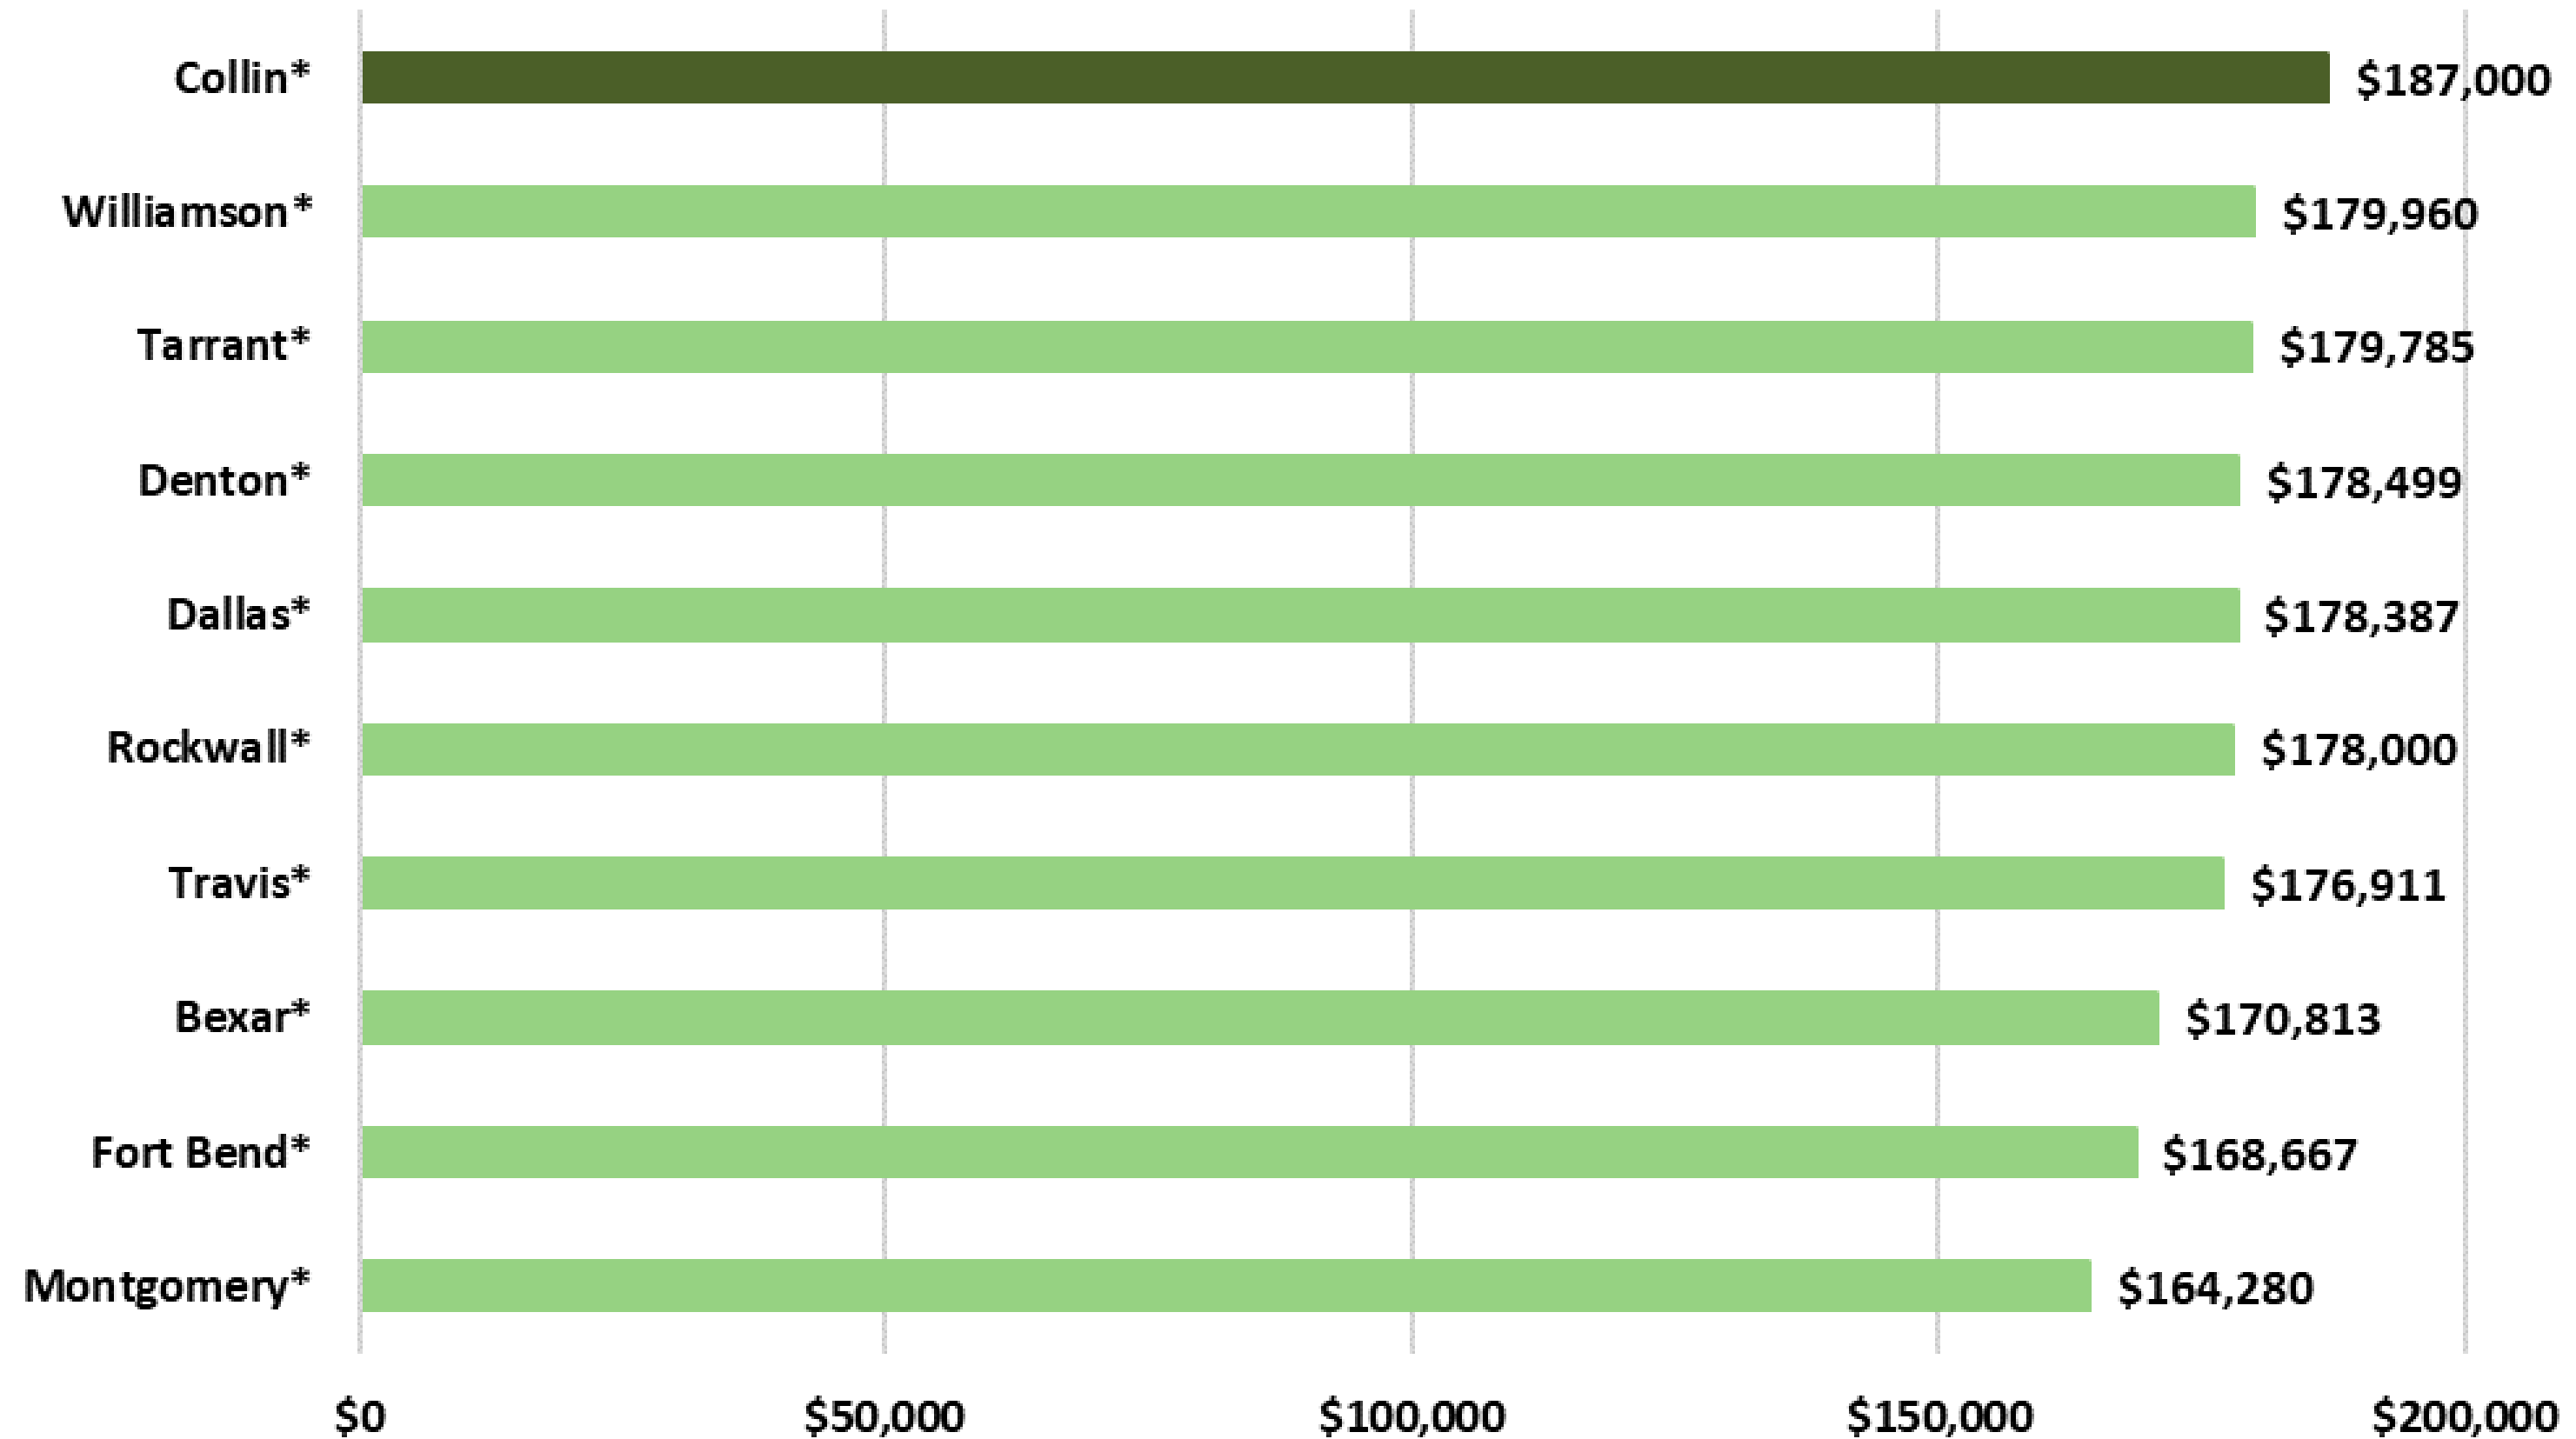 Collin* $187,000
Williamson* $179,960
Tarrant* $179,785
Denton* $178,499
Dallas* $178,387
Rockwall* $178,000
Travis* $176,911
Bexar* $170,813
Fort Bend* $168,667
Montgomery* $164,280
$0 $50,000 $100,000 $150,000 $200,000